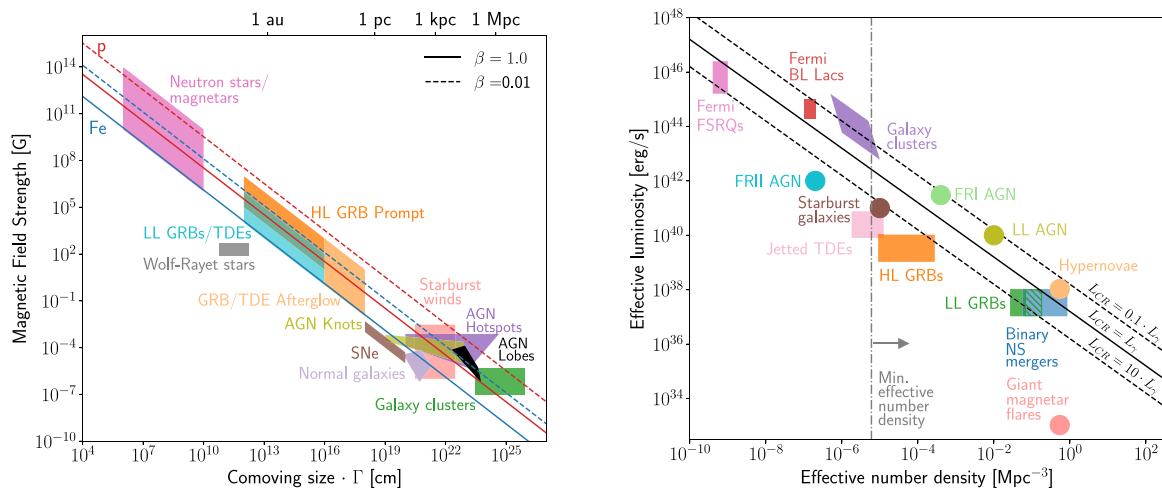 1 au
1 pc
1 kpc
1 Mpc
10^14
10^11
10^8
10^5
10^2
10^−1
10^−4
10^−7
10^−10
Magnetic Field Strength [G]
p
Fe
β = 1.0
β =0.01
Neutron stars/
magnetars
HL GRB Prompt
LL GRBs/TDEs
Wolf-Rayet stars
GRB/TDE Afterglow
Starburst
winds
AGN Knots
AGN
Hotspots
AGN
Lobes
SNe
Normal galaxies
Galaxy clusters
10^4
10^7
10^10
10^13
10^16
10^19
10^22
10^25
Comoving size · Γ [cm]
10^48
10^46
10^44
10^42
10^40
10^38
10^36
10^34
Effective luminosity [erg/s]
Fermi
BL Lacs
Fermi
FSRQs
Galaxy
clusters
FRII AGN
FRI AGN
Starburst
galaxies
LL AGN
Jetted TDEs
HL GRBs
Hypernovae
LL GRBs
Binary
NS
mergers
Giant
magnetar
flares
Min.
effective
number
density
L_CR = 0.1 · L_γ
L_CR = L_γ
L_CR = 10 · L_γ
10^−10
10^−8
10^−6
10^−4
10^−2
10^0
10^2
Effective number density [Mpc^−3]